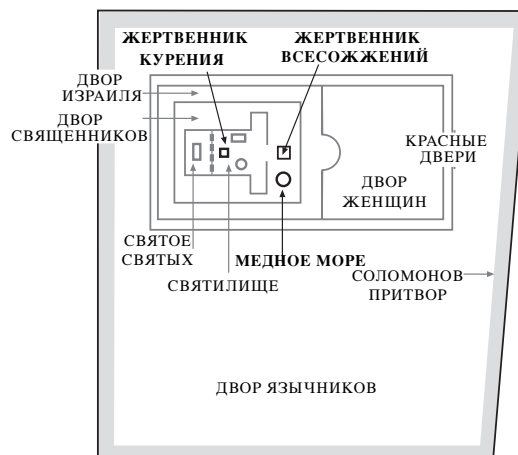 ЖЕРТВЕННИК
КУРЕНИЯ
ЖЕРТВЕННИК
ВСЕСОЖЖЕНИЙ
ДВОР
ИЗРАИЛЯ
ДВОР
СВЯЩЕННИКОВ
КРАСНЫЕ
ДВЕРИ
ДВОР
ЖЕНЩИН
СВЯТОЕ
СВЯТЫХ
СВЯТИЛИЩЕ
МЕДНОЕ МОРЕ
СОЛОМОНОВ
ПРИТВОР
ДВОР ЯЗЫЧНИКОВ